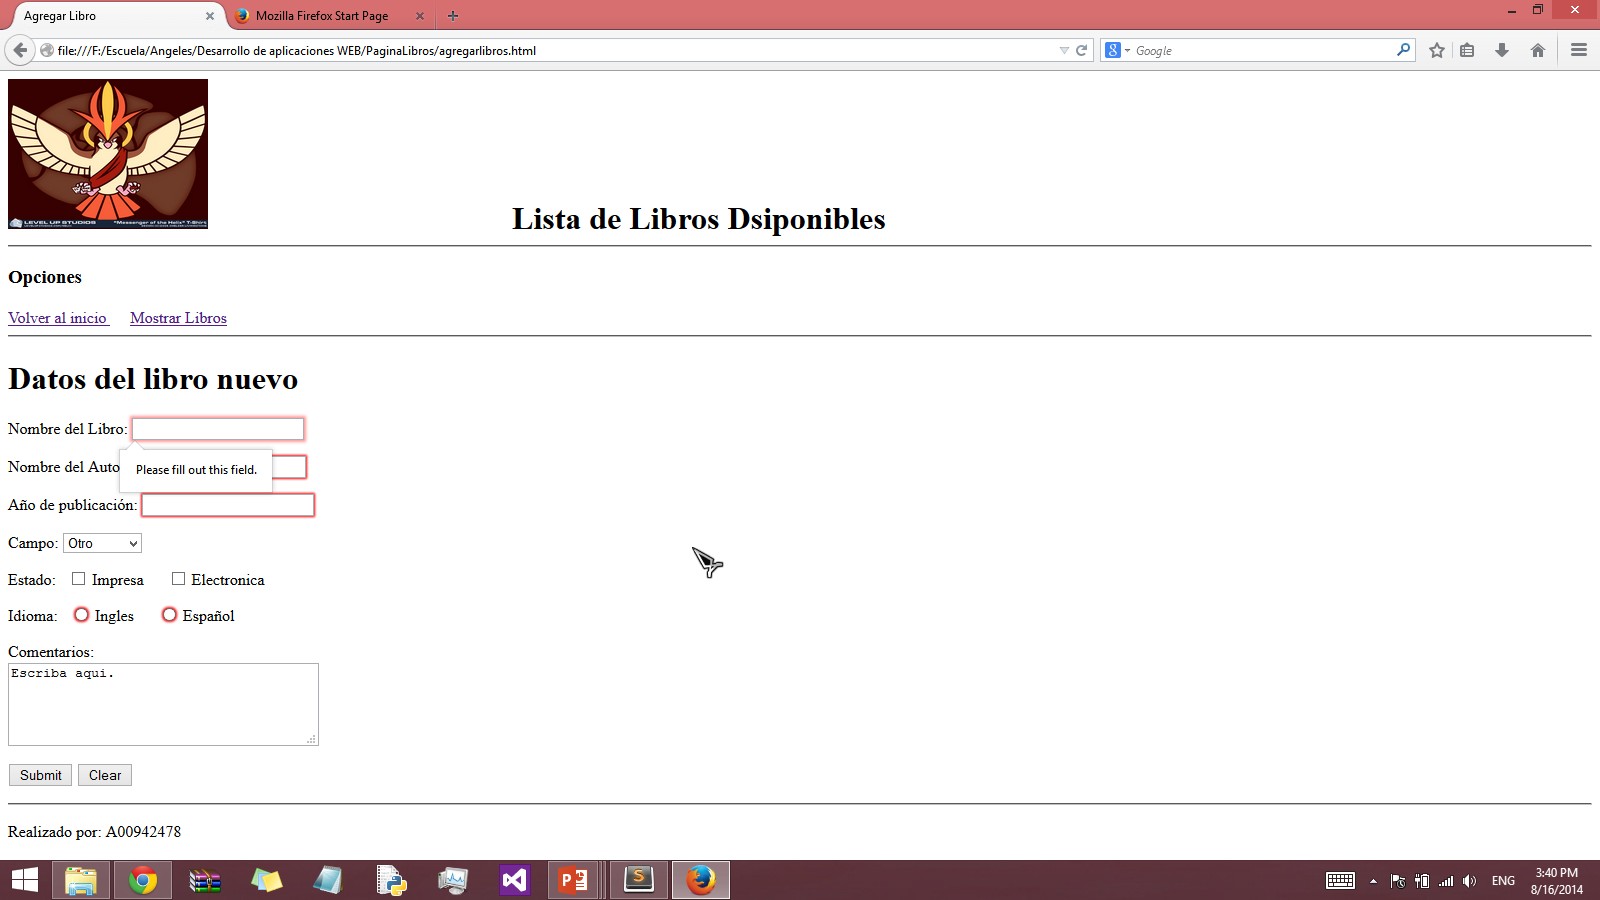 Agregar Libro
Mozilla Firefox Start Page
file:///F:/Escuela/Angeles/Desarrollo de aplicaciones WEB/PaginaLibros/agregarlibros.html
Google
LEVEL UP STUDIOS
"Messenger of the Helix" T-Shirt
Lista de Libros Dsiponibles
Opciones
Volver al inicio Mostrar Libros
Datos del libro nuevo
Nombre del Libro:
Nombre del Auto
Please fill out this field.
Año de publicación:
Campo: Otro
Estado: Impresa Electronica
Idioma: Ingles Español
Comentarios:
Escriba aqui.
Submit Clear
Realizado por: A00942478
ENG
3:40 PM
8/16/2014